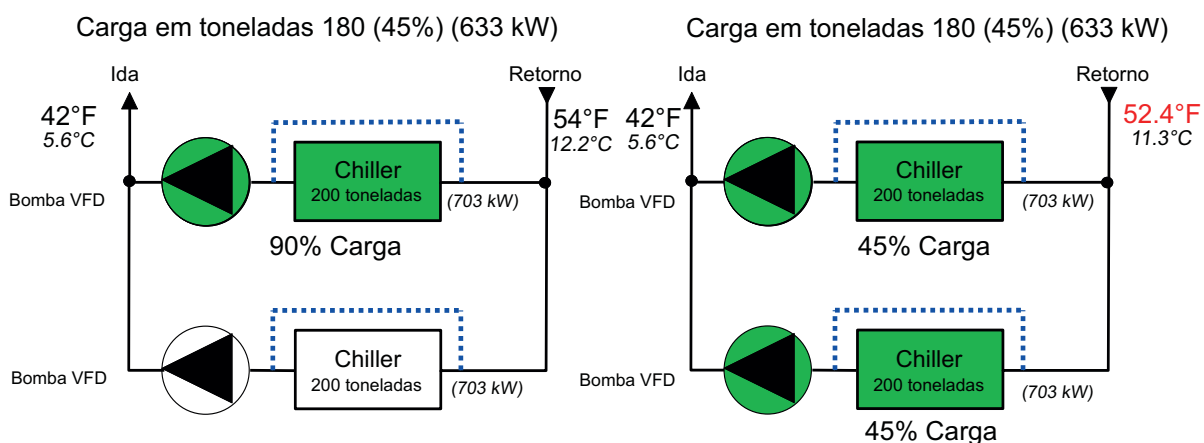 Carga em toneladas 180 (45%) (633 kW)
Ida
Retorno
42°F
5.6°C
54°F
12.2°C
Chiller
200 toneladas
Bomba VFD
(703 kW)
90% Carga
Chiller
200 toneladas
Bomba VFD
(703 kW)
Carga em toneladas 180 (45%) (633 kW)
Ida
Retorno
42°F
5.6°C
52.4°F
11.3°C
Chiller
200 toneladas
Bomba VFD
(703 kW)
45% Carga
Chiller
200 toneladas
Bomba VFD
(703 kW)
45% Carga